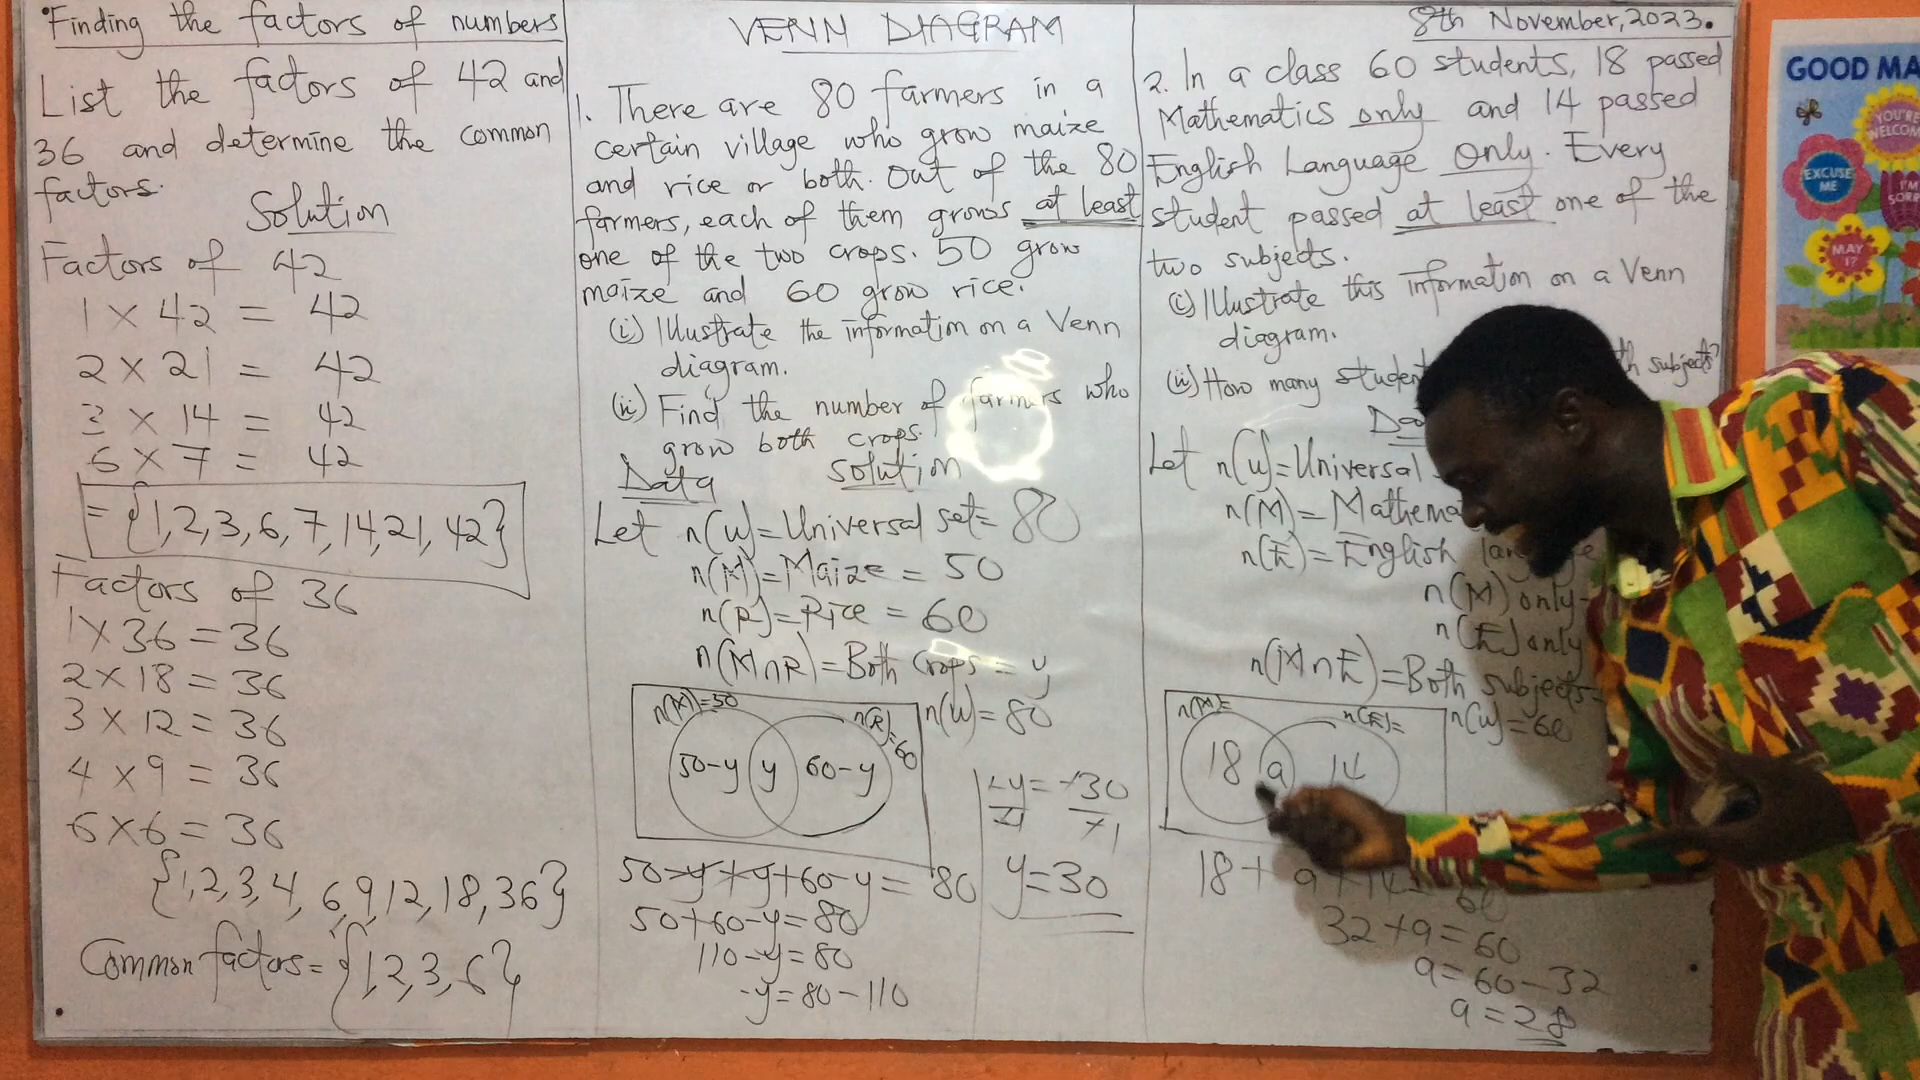 Finding the factors of numbers
List the factors of 42 and
36 and determine the common
factors.
Solution
Factors of 42
1 × 42 = 42
2 × 21 = 42
3 × 14 = 42
6 × 7 = 42
= {1,2,3,6,7,14,21,42}
Factors of 36
1 × 36 = 36
2 × 18 = 36
3 × 12 = 36
4 × 9 = 36
6 × 6 = 36
{1,2,3,4,6,9,12,18,36}
Common factors = {1,2,3,6}
VENN DIAGRAM
1. There are 80 farmers in a
certain village who grow maize
and rice or both. Out of the 80
farmers, each of them grows at least
one of the two crops. 50 grow
maize and 60 grow rice.
(i) Illustrate the information on a Venn
diagram.
(ii) Find the number of farmers who
grow both crops.
Data Solution
Let n(u) = Universal set = 80
n(M) = Maize = 50
n(R) = Rice = 60
n(M∩R) = Both crops = y
n(M)=50
n(R)=60
n(u) = 80
50-y y 60-y
50-y+y+60-y = 80
50+60-y = 80
110-y = 80
-y = 80-110
-y = -30
-1 -1
y = 30
8th November, 2023.
2. In a class 60 students, 18 passed
Mathematics only and 14 passed
English Language Only. Every
student passed at least one of the
two subjects.
(i) Illustrate this information on a Venn
diagram.
(ii) How many student subjects?
Let n(u) = Universal
n(M) =
n(E) = English language
n(M) only
n(E) only
n(M∩E) = Both subjects =
n(M)=
n(E)=
n(u) = 60
18 a 14
18 + a + 14 = 60
32 + a = 60
a = 60 - 32
a = 28
GOOD
YOU'RE
WELCOME
EXCUSE
ME
I'M
MAY
I?